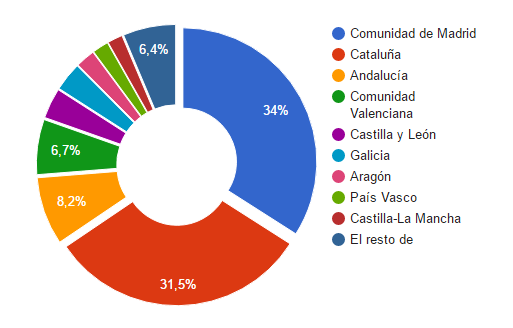 6,4%
34%
6,7%
8,2%
31,5%
Comunidad de Madrid
Cataluña
Andalucía
Comunidad
Valenciana
Castilla y León
Galicia
Aragón
País Vasco
Castilla-La Mancha
El resto de